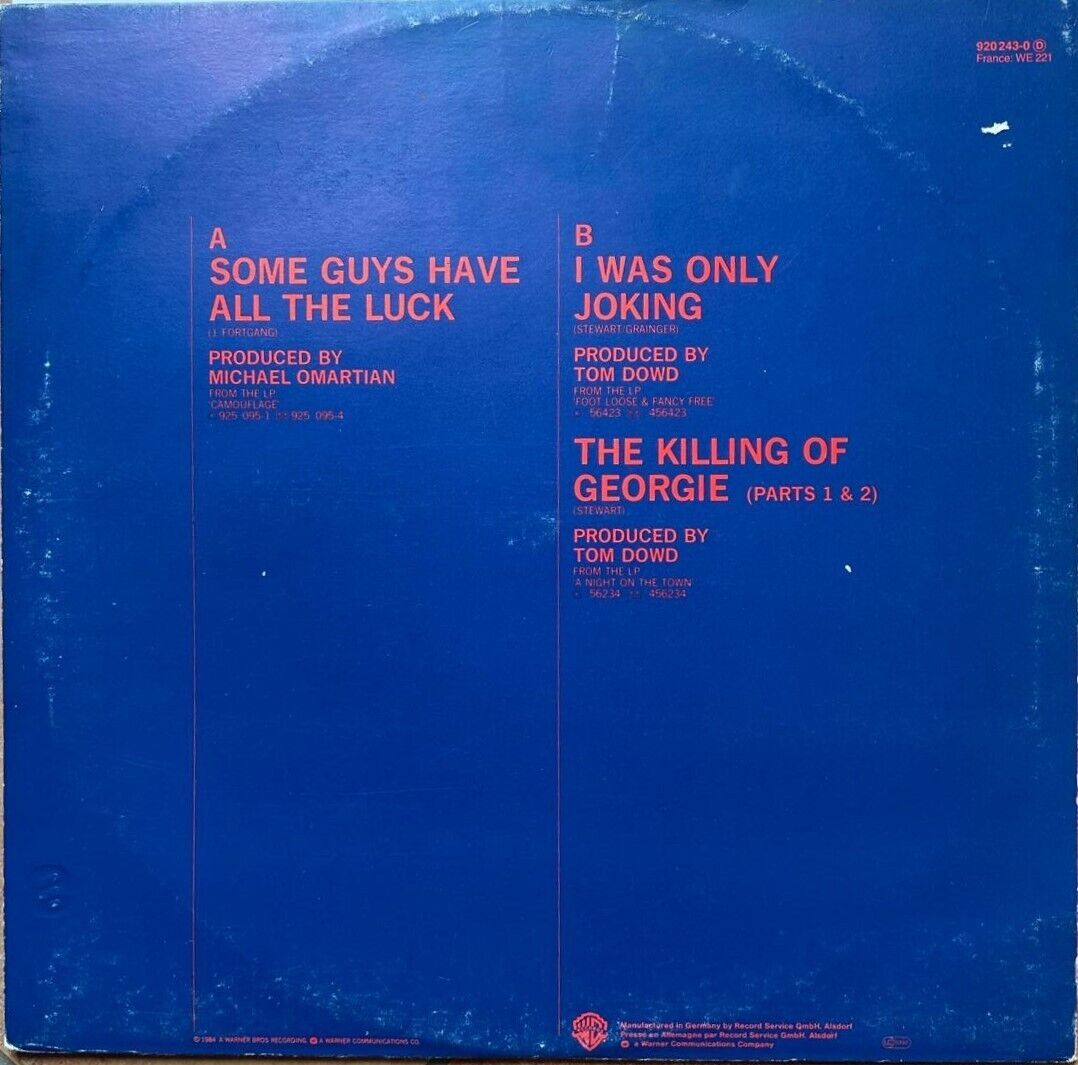 920 243-0 Ⓓ
France: WE 221
A
SOME GUYS HAVE
ALL THE LUCK
(J. FORTGANG)
PRODUCED BY
MICHAEL OMARTIAN
FROM THE LP
'CAMOUFLAGE'
925 095-1 925 095-4
B
I WAS ONLY
JOKING
(STEWART/GRAINGER)
PRODUCED BY
TOM DOWD
FROM THE LP
'FOOT LOOSE & FANCY FREE'
56423 456423
THE KILLING OF
GEORGIE (PARTS 1 & 2)
(STEWART)
PRODUCED BY
TOM DOWD
FROM THE LP
'A NIGHT ON THE TOWN'
56234 456234
© 1984 A WARNER BROS RECORDING A WARNER COMMUNICATIONS CO.
Manufactured in Germany by Record Service GmbH, Alsdorf
Presse en Allemagne par Record Service GmbH, Alsdorf
a Warner Communications Company